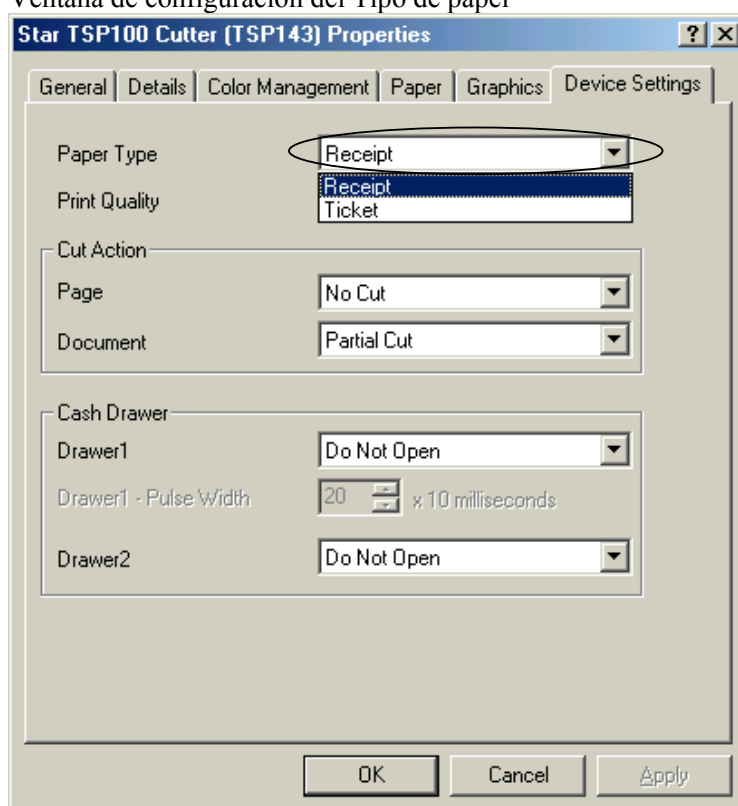 Ventana de configuración del Tipo de papel
Star TSP100 Cutter (TSP143) Properties
General Details Color Management Paper Graphics Device Settings
Paper Type Receipt
Receipt
Print Quality
Ticket
Cut Action
Page No Cut
Document Partial Cut
Cash Drawer
Drawer1 Do Not Open
Drawer1 - Pulse Width 20 x 10 milliseconds
Drawer2 Do Not Open
OK Cancel Apply